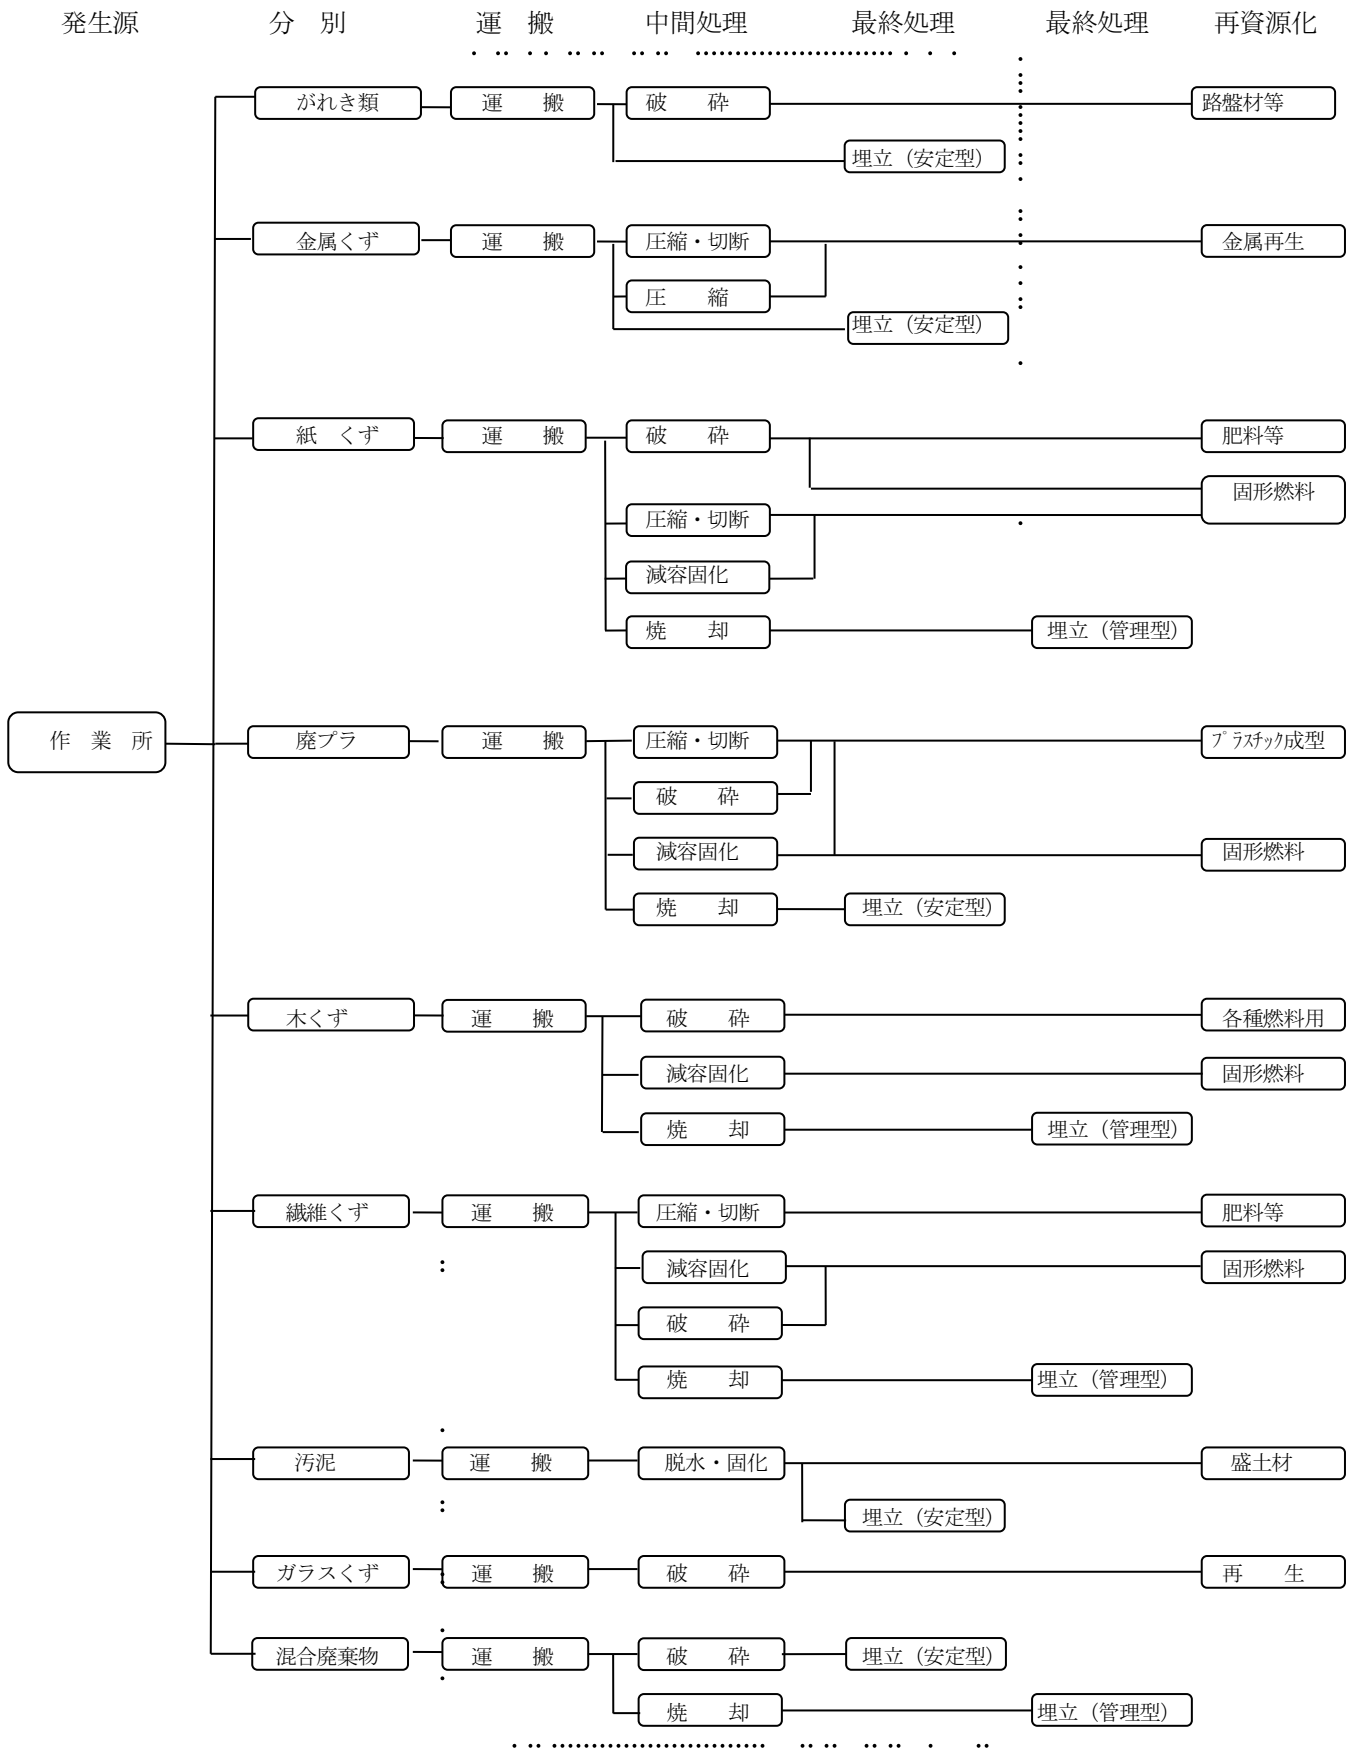 発生源　分　別　運　搬　中間処理　最終処理　最終処理　再資源化
がれき類　運　搬　破　砕　路盤材等
埋立（安定型）
金属くず　運　搬　圧縮・切断　金属再生
圧　縮
埋立（安定型）
紙　くず　運　搬　破　砕　肥料等
固形燃料
圧縮・切断
減容固化
焼　却　埋立（管理型）
作　業　所　廃プラ　運　搬　圧縮・切断　ﾌﾟﾗｽﾁｯｸ成型
破　砕
減容固化　固形燃料
焼　却　埋立（安定型）
木くず　運　搬　破　砕　各種燃料用
減容固化　固形燃料
焼　却　埋立（管理型）
繊維くず　運　搬　圧縮・切断　肥料等
減容固化　固形燃料
破　砕
焼　却　埋立（管理型）
汚泥　運　搬　脱水・固化　盛土材
埋立（安定型）
ガラスくず　運　搬　破　砕　再　生
混合廃棄物　運　搬　破　砕　埋立（安定型）
焼　却　埋立（管理型）